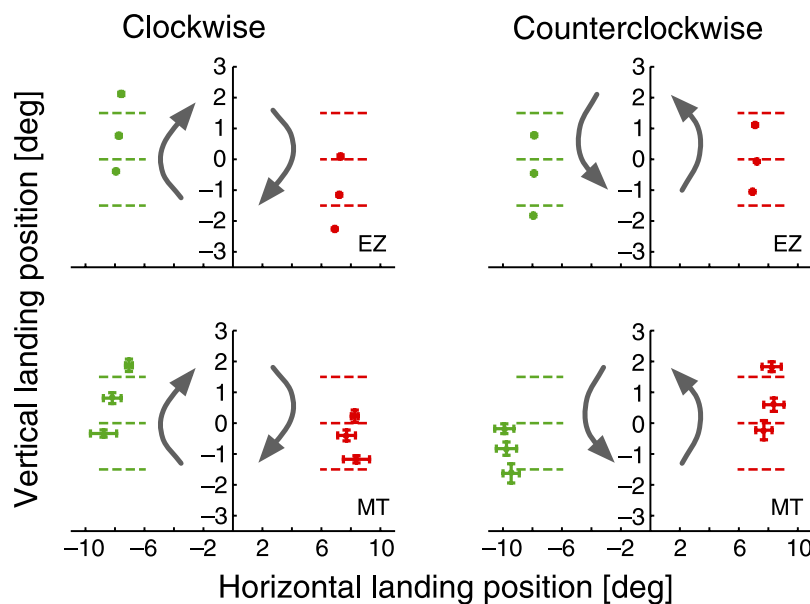 Clockwise
Counterclockwise
Vertical landing position [deg]
3
2
1
0
−1
−2
−3
EZ
3
2
1
0
−1
−2
−3
EZ
3
2
1
0
−1
−2
−3
MT
−10 −6 −2 2 6 10
3
2
1
0
−1
−2
−3
MT
−10 −6 −2 2 6 10
Horizontal landing position [deg]